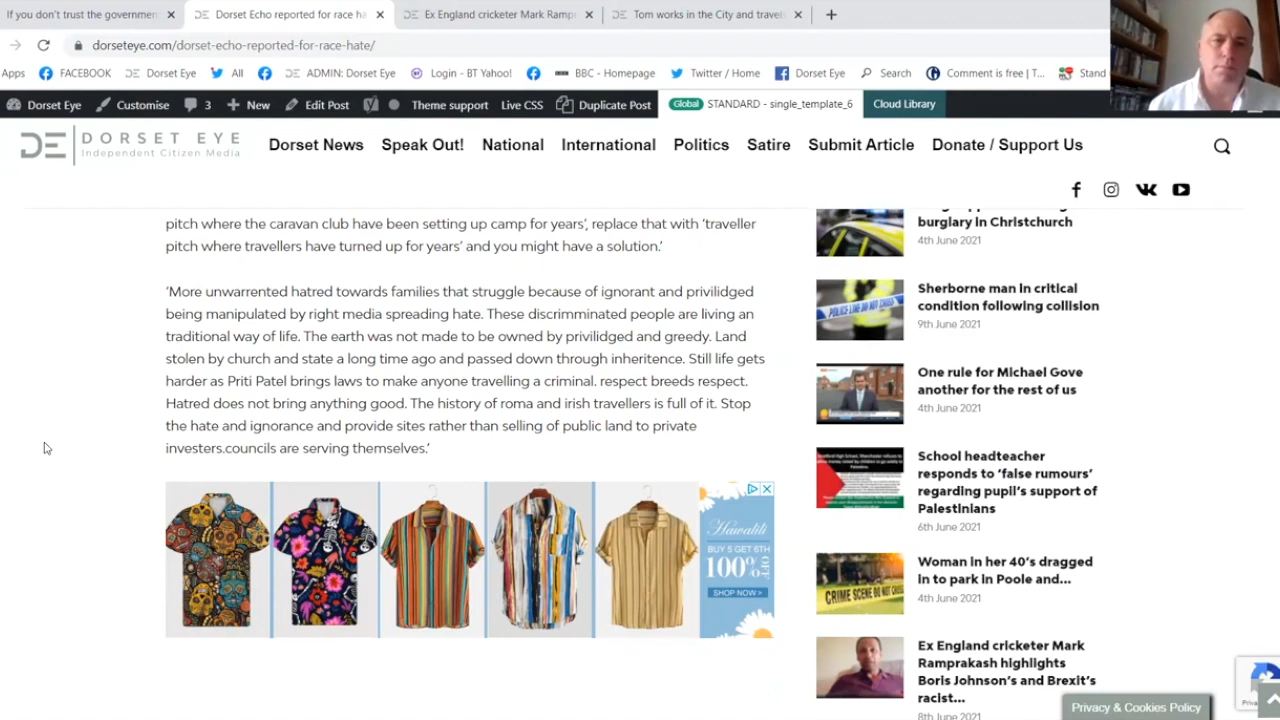 If you don't trust the governmen
Dorset Echo reported for race ha
Ex England cricketer Mark Rampr
Tom works in the City and travel
dorseteye.com/dorset-echo-reported-for-race-hate/
Apps FACEBOOK Dorset Eye All ADMIN: Dorset Eye Login - BT Yahoo! BBC - Homepage Twitter / Home Dorset Eye Search Comment is free | T... Stand
Dorset Eye Customise 3 New Edit Post Theme support Live CSS Duplicate Post Global STANDARD - single_template_6 Cloud Library
DE DORSET EYE
Independent Citizen Media
Dorset News Speak Out! National International Politics Satire Submit Article Donate / Support Us
pitch where the caravan club have been setting up camp for years', replace that with 'traveller
pitch where travellers have turned up for years' and you might have a solution.'
'More unwarrented hatred towards families that struggle because of ignorant and priviledged
being manipulated by right media spreading hate. These discrimminated people are living an
traditional way of life. The earth was not made to be owned by priviledged and greedy. Land
stolen by church and state a long time ago and passed down through inheritence. Still life gets
harder as Priti Patel brings laws to make anyone travelling a criminal. respect breeds respect.
Hatred does not bring anything good. The history of roma and irish travellers is full of it. Stop
the hate and ignorance and provide sites rather than selling of public land to private
investers.councils are serving themselves.'
Hawalili
BUY 5 GET 6TH
100% OFF
SHOP NOW >
burglary in Christchurch
4th June 2021
Sherborne man in critical
condition following collision
9th June 2021
POLICE LINE DO NOT CROSS
One rule for Michael Gove
another for the rest of us
4th June 2021
School headteacher
responds to 'false rumours'
regarding pupil's support of
Palestinians
6th June 2021
Woman in her 40's dragged
in to park in Poole and...
4th June 2021
CRIME SCENE DO NOT CROSS
Ex England cricketer Mark
Ramprakash highlights
Boris Johnson's and Brexit's
racist...
8th June 2021
Privacy & Cookies Policy